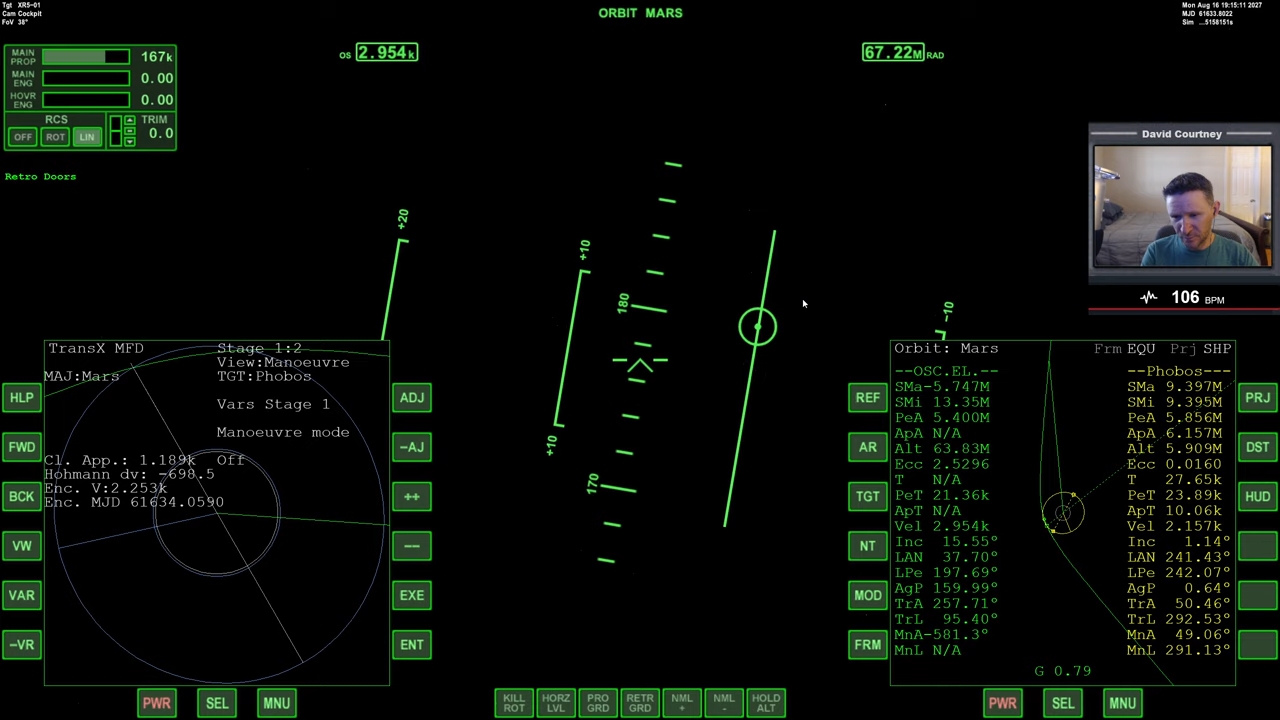 Tgt XR5-01
Cam Cockpit
FoV 38°
ORBIT MARS
Mon Aug 16 19:15:11 2027
MJD 61633.8022
Sim ...5158151s
MAIN PROP 167k
MAIN ENG 0.00
HOVR ENG 0.00
RCS TRIM
OFF ROT LIN 0.0
OS 2.954k
67.22M RAD
Retro Doors
David Courtney
106 BPM
+20
+10
180
+10
170
-10
TransX MFD Stage 1:2
View:Manoeuvre
MAJ:Mars TGT:Phobos
Vars Stage 1
Manoeuvre mode
Cl. App.: 1.189k Off
Hohmann dv: -698.5
Enc. V:2.253k
Enc. MJD 61634.0590
HLP
FWD
BCK
VW
VAR
-VR
ADJ
-AJ
++
--
EXE
ENT
PWR SEL MNU
KILL ROT
HORZ LVL
PRO GRD
RETR GRD
NML +
NML -
HOLD ALT
Orbit: Mars Frm EQU Prj SHP
--OSC.EL.-- --Phobos---
SMa-5.747M SMa 9.397M
SMi 13.35M SMi 9.395M
PeA 5.400M PeA 5.856M
ApA N/A ApA 6.157M
Alt 63.83M Alt 5.909M
Ecc 2.5296 Ecc 0.0160
T N/A T 27.65k
PeT 21.36k PeT 23.89k
ApT N/A ApT 10.06k
Vel 2.954k Vel 2.157k
Inc 15.55° Inc 1.14°
LAN 37.70° LAN 241.43°
LPe 197.69° LPe 242.07°
AgP 159.99° AgP 0.64°
TrA 257.71° TrA 50.46°
TrL 95.40° TrL 292.53°
MnA-581.3° MnA 49.06°
MnL N/A MnL 291.13°
G 0.79
REF
AR
TGT
NT
MOD
FRM
PRJ
DST
HUD
PWR SEL MNU